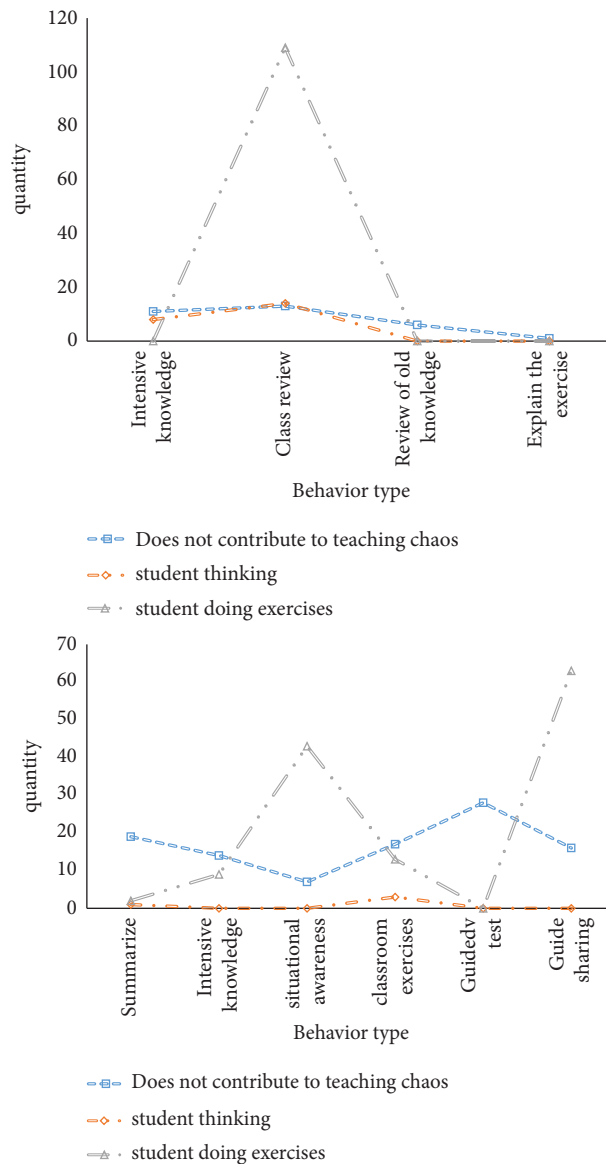 120
100
80
60
40
20
0
quantity
Intensive
knowledge
Class review
Review of old
knowledge
Explain the
exercise
Behavior type
Does not contribute to teaching chaos
student thinking
student doing exercises
70
60
50
40
30
20
10
0
quantity
Summarize
Intensive
knowledge
situational
awareness
classroom
exercises
Guidedv
test
Guide
sharing
Behavior type
Does not contribute to teaching chaos
student thinking
student doing exercises